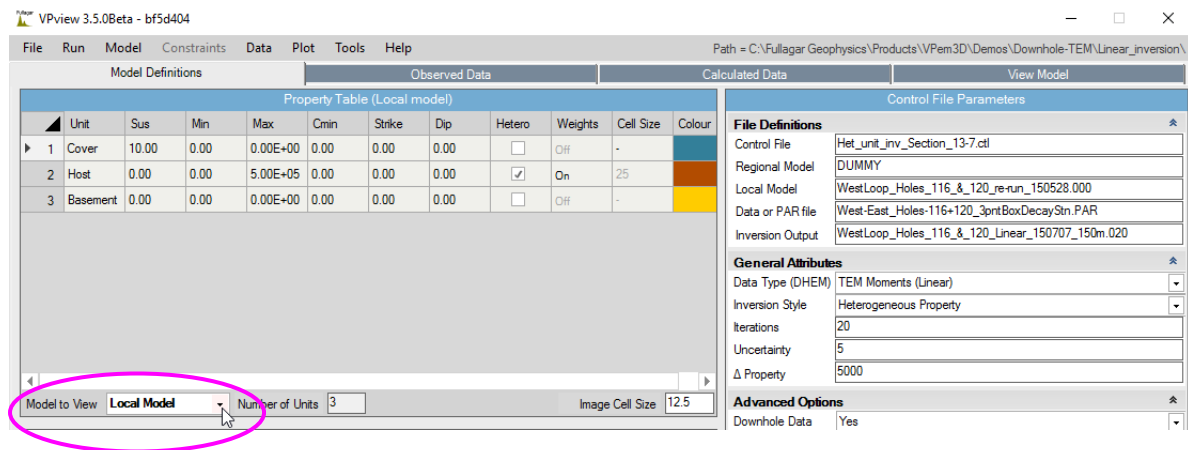 VPview 3.5.0Beta - bf5d404
File Run Model Constraints Data Plot Tools Help Path = C:\Fullagar Geophysics\Products\VPem3D\Demos\Downhole-TEM\Linear_inversion\
Model Definitions Observed Data Calculated Data View Model
Property Table (Local model)
Unit Sus Min Max Cmin Strike Dip Hetero Weights Cell Size Colour
1 Cover 10.00 0.00 0.00E+00 0.00 0.00 0.00 Off -
2 Host 0.00 0.00 5.00E+05 0.00 0.00 0.00 On 25
3 Basement 0.00 0.00 0.00E+00 0.00 0.00 0.00 Off -
Model to View Local Model Number of Units 3 Image Cell Size 12.5
Control File Parameters
File Definitions
Control File Het_unit_inv_Section_13-7.ctl
Regional Model DUMMY
Local Model WestLoop_Holes_116_&_120_re-run_150528.000
Data or PAR file West-East_Holes-116+120_3pntBoxDecayStn.PAR
Inversion Output WestLoop_Holes_116_&_120_Linear_150707_150m.020
General Attributes
Data Type (DHEM) TEM Moments (Linear)
Inversion Style Heterogeneous Property
Iterations 20
Uncertainty 5
Δ Property 5000
Advanced Options
Downhole Data Yes